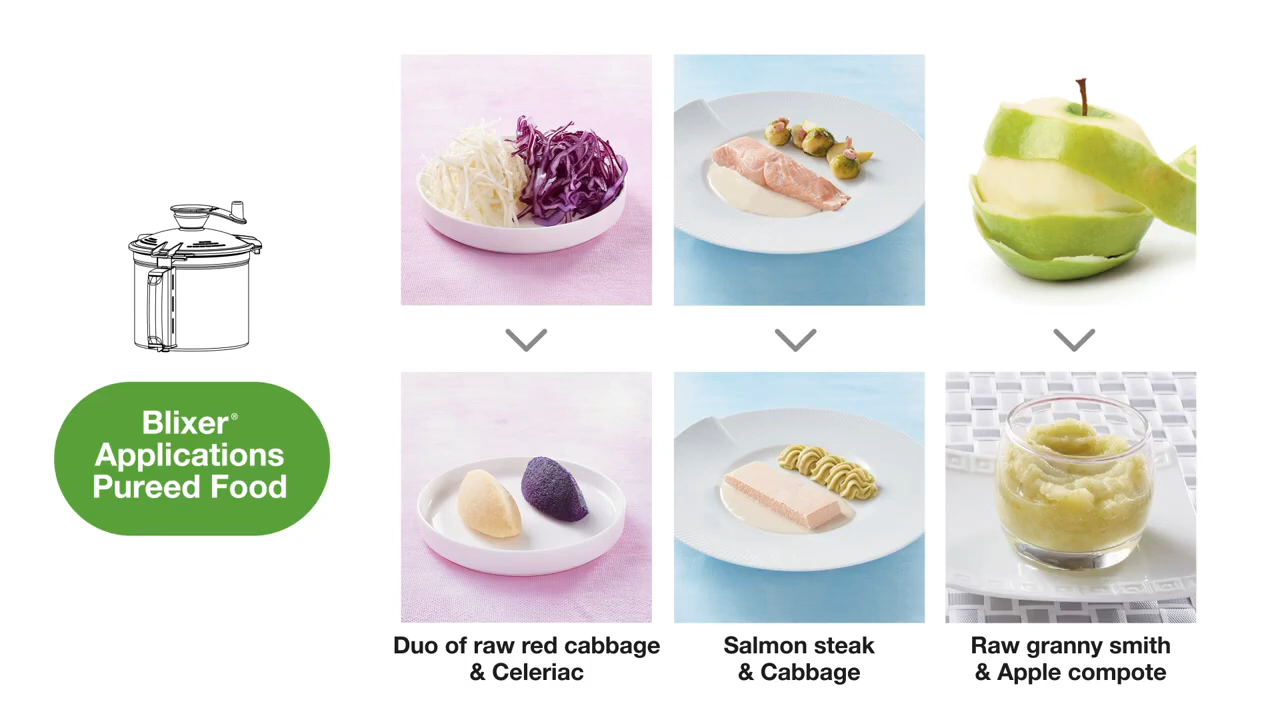 Blixer®
Applications
Pureed Food
Duo of raw red cabbage
& Celeriac
Salmon steak
& Cabbage
Raw granny smith
& Apple compote